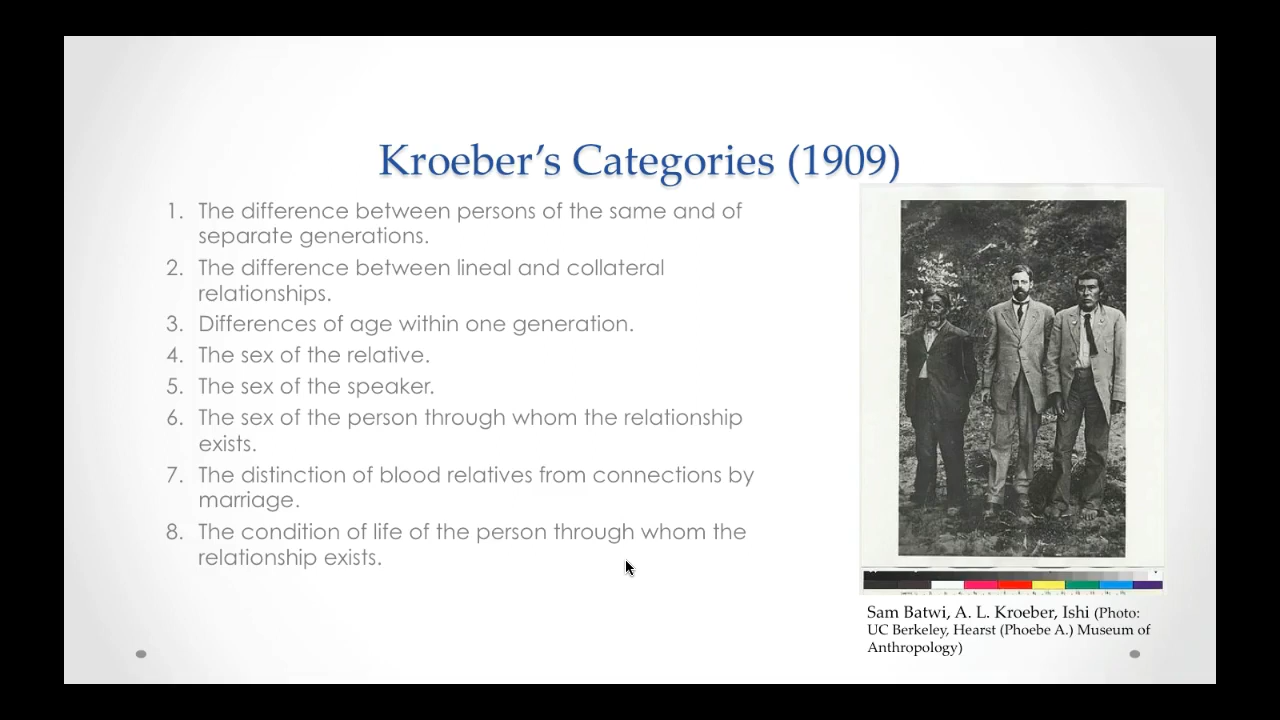 Kroeber’s Categories (1909)
1. The difference between persons of the same and of
separate generations.
2. The difference between lineal and collateral
relationships.
3. Differences of age within one generation.
4. The sex of the relative.
5. The sex of the speaker.
6. The sex of the person through whom the relationship
exists.
7. The distinction of blood relatives from connections by
marriage.
8. The condition of life of the person through whom the
relationship exists.
Sam Batwi, A. L. Kroeber, Ishi (Photo:
UC Berkeley, Hearst (Phoebe A.) Museum of
Anthropology)